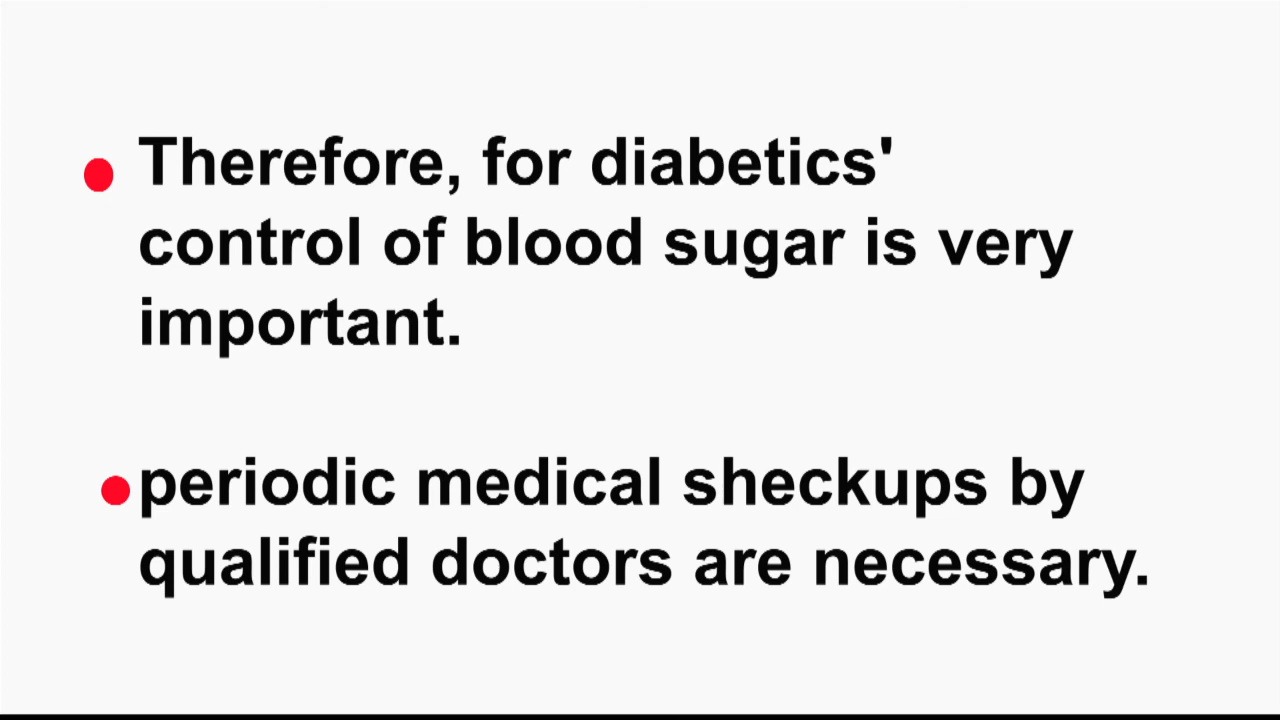 Therefore, for diabetics'
control of blood sugar is very
important.
periodic medical sheckups by
qualified doctors are necessary.